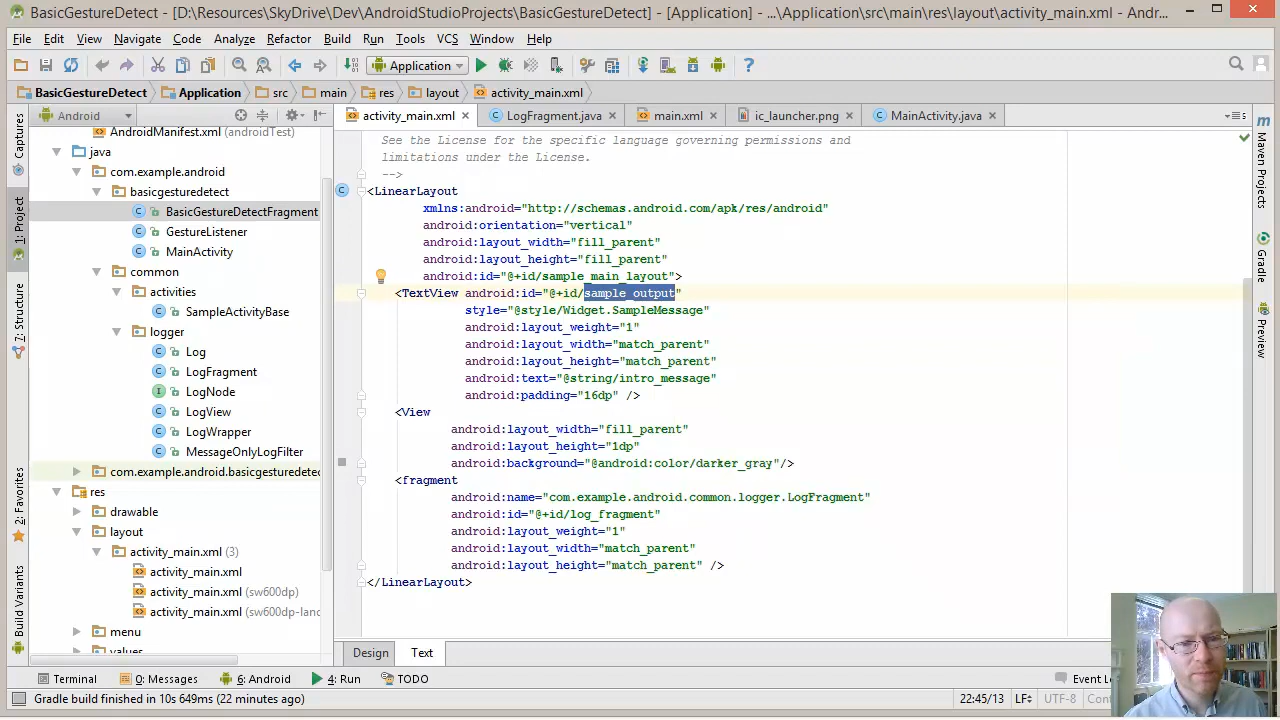 BasicGestureDetect - [D:\Resources\SkyDrive\Dev\AndroidStudioProjects\BasicGestureDetect] - [Application] - ...\Application\src\main\res\layout\activity_main.xml - Andr...
File Edit View Navigate Code Analyze Refactor Build Run Tools VCS Window Help
Application
BasicGestureDetect Application src main res layout activity_main.xml
Android
activity_main.xml LogFragment.java main.xml ic_launcher.png MainActivity.java
AndroidManifest.xml (androidTest)
java
com.example.android
basicgesturedetect
BasicGestureDetectFragment
GestureListener
MainActivity
common
activities
SampleActivityBase
logger
Log
LogFragment
LogNode
LogView
LogWrapper
MessageOnlyLogFilter
com.example.android.basicgesturedetec
res
drawable
layout
activity_main.xml (3)
activity_main.xml
activity_main.xml (sw600dp)
activity_main.xml (sw600dp-lanc
menu
values
Captures
1: Project
7: Structure
2: Favorites
Build Variants
See the License for the specific language governing permissions and
limitations under the License.
-->
<LinearLayout
xmlns:android="http://schemas.android.com/apk/res/android"
android:orientation="vertical"
android:layout_width="fill_parent"
android:layout_height="fill_parent"
android:id="@+id/sample_main_layout">
<TextView android:id="@+id/sample_output"
style="@style/Widget.SampleMessage"
android:layout_weight="1"
android:layout_width="match_parent"
android:layout_height="match_parent"
android:text="@string/intro_message"
android:padding="16dp" />
<View
android:layout_width="fill_parent"
android:layout_height="1dp"
android:background="@android:color/darker_gray"/>
<fragment
android:name="com.example.android.common.logger.LogFragment"
android:id="@+id/log_fragment"
android:layout_weight="1"
android:layout_width="match_parent"
android:layout_height="match_parent" />
</LinearLayout>
Maven Projects
Gradle
Preview
Design Text
Terminal 0: Messages 6: Android 4: Run TODO Event L
Gradle build finished in 10s 649ms (22 minutes ago) 22:45/13 LF UTF-8 Cont